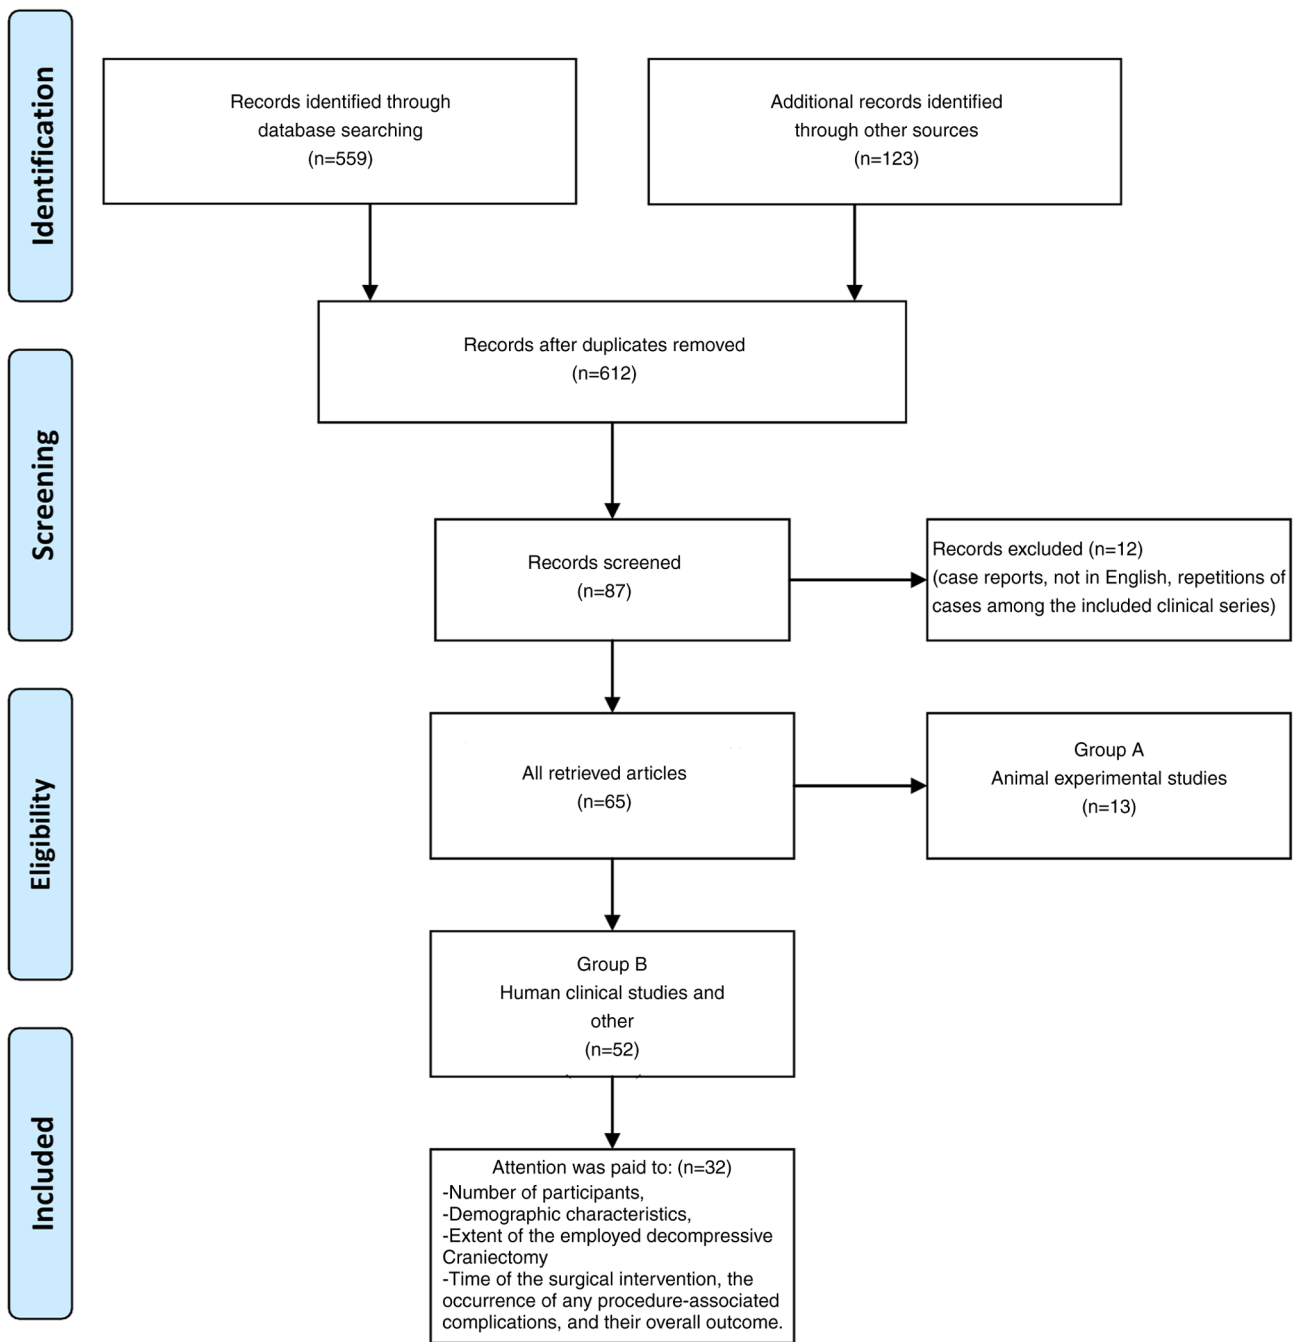 Identification
Records identified through
database searching
(n=559)
Additional records identified
through other sources
(n=123)
Records after duplicates removed
(n=612)
Screening
Records screened
(n=87)
Records excluded (n=12)
(case reports, not in English, repetitions of
cases among the included clinical series)
Eligibility
All retrieved articles
(n=65)
Group A
Animal experimental studies
(n=13)
Group B
Human clinical studies and
other
(n=52)
Included
Attention was paid to: (n=32)
-Number of participants,
-Demographic characteristics,
-Extent of the employed decompressive
Craniectomy
-Time of the surgical intervention, the
occurrence of any procedure-associated
complications, and their overall outcome.